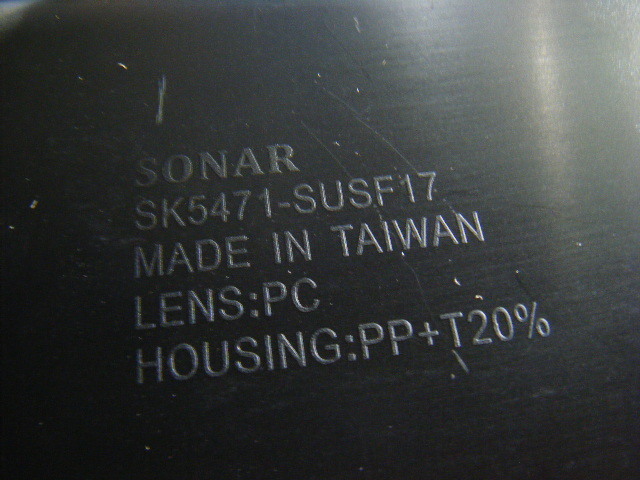 SONAR
SK5471-SUSF17
MADE IN TAIWAN
LENS:PC
HOUSING:PP+T20%